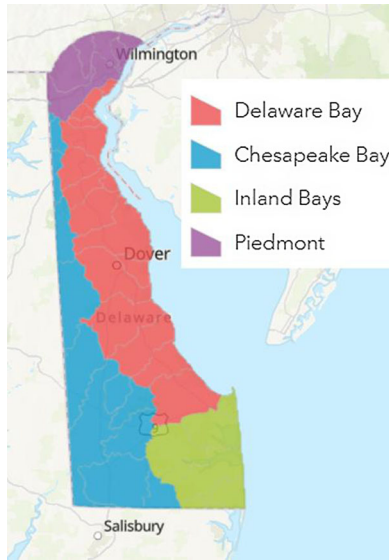 Wilmington
Delaware Bay
Chesapeake Bay
Inland Bays
Piedmont
Dover
Delaware
Salisbury